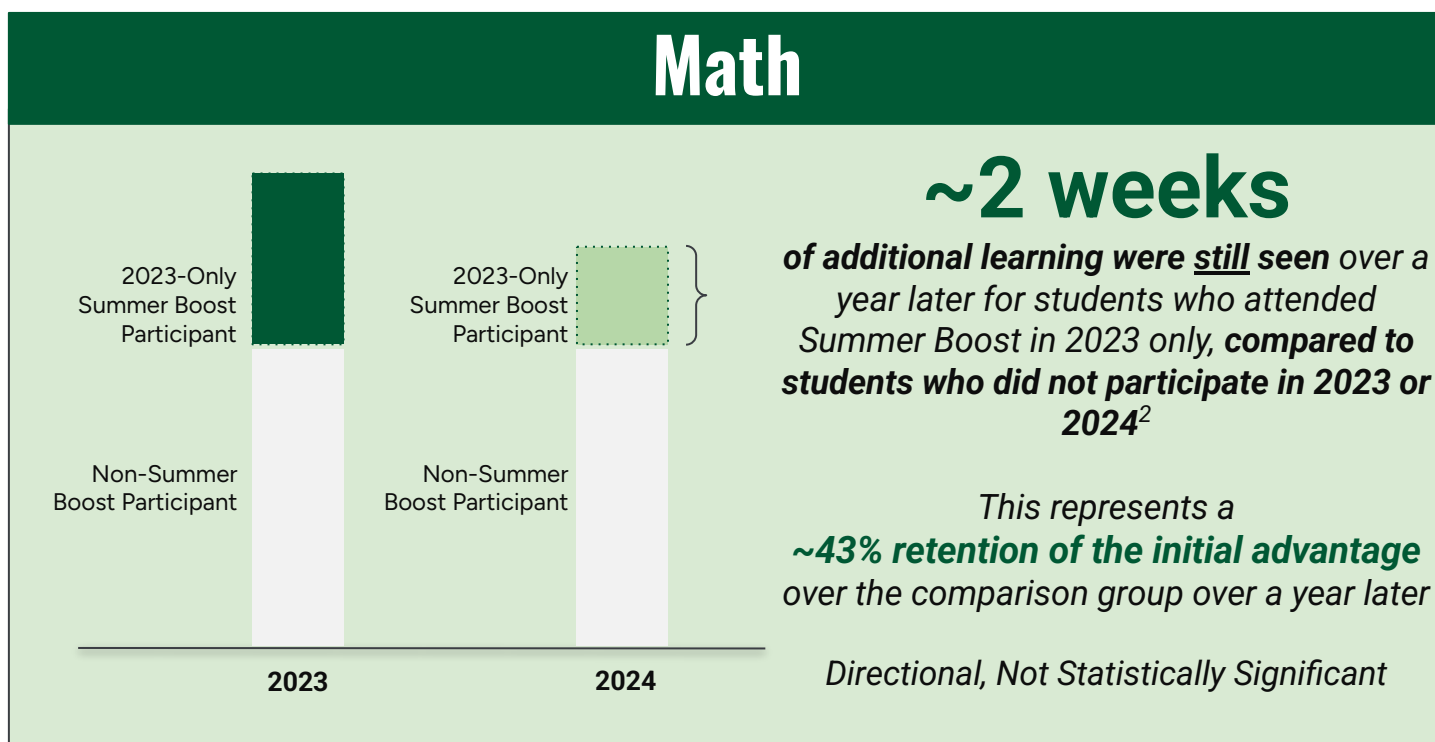 Math
2023-Only
Summer Boost
Participant
Non-Summer
Boost Participant
2023
2023-Only
Summer Boost
Participant
Non-Summer
Boost Participant
2024
~2 weeks
of additional learning were still seen over a
year later for students who attended
Summer Boost in 2023 only, compared to
students who did not participate in 2023 or
2024²
This represents a
~43% retention of the initial advantage
over the comparison group over a year later
Directional, Not Statistically Significant